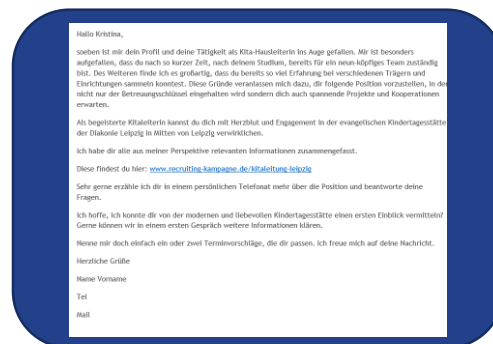 Hallo Kristina,
soeben ist mir dein Profil und deine Tätigkeit als Kita-Hausleiterin ins Auge gefallen. Mir ist besonders
aufgefallen, dass du nach so kurzer Zeit, nach deinem Studium, bereits für ein neun-köpfiges Team zuständig
bist. Des Weiteren finde ich es großartig, dass du bereits so viel Erfahrung bei verschiedenen Trägern und
Einrichtungen sammeln konntest. Diese Gründe veranlassen mich dazu, dir folgende Position vorzustellen, in der
nicht nur der Betreuungsschlüssel eingehalten wird sondern dich auch spannende Projekte und Kooperationen
erwarten.
Als begeisterte Kitaleiterin kannst du dich mit Herzblut und Engagement in der evangelischen Kindertagesstätte
der Diakonie Leipzig in Mitten von Leipzig verwirklichen.
Ich habe dir alle aus meiner Perspektive relevanten Informationen zusammengefasst.
Diese findest du hier: www.recruiting-kampagne.de/kitaleitung-leipzig
Sehr gerne erzähle ich dir in einem persönlichen Telefonat mehr über die Position und beantworte deine
Fragen.
Ich hoffe, ich konnte dir von der modernen und liebevollen Kindertagesstätte einen ersten Einblick vermitteln?
Gerne können wir in einem ersten Gespräch weitere Informationen klären.
Nenne mir doch einfach ein oder zwei Terminvorschläge, die dir passen. Ich freue mich auf deine Nachricht.
Herzliche Grüße
Name Vorname
Tel
Mail